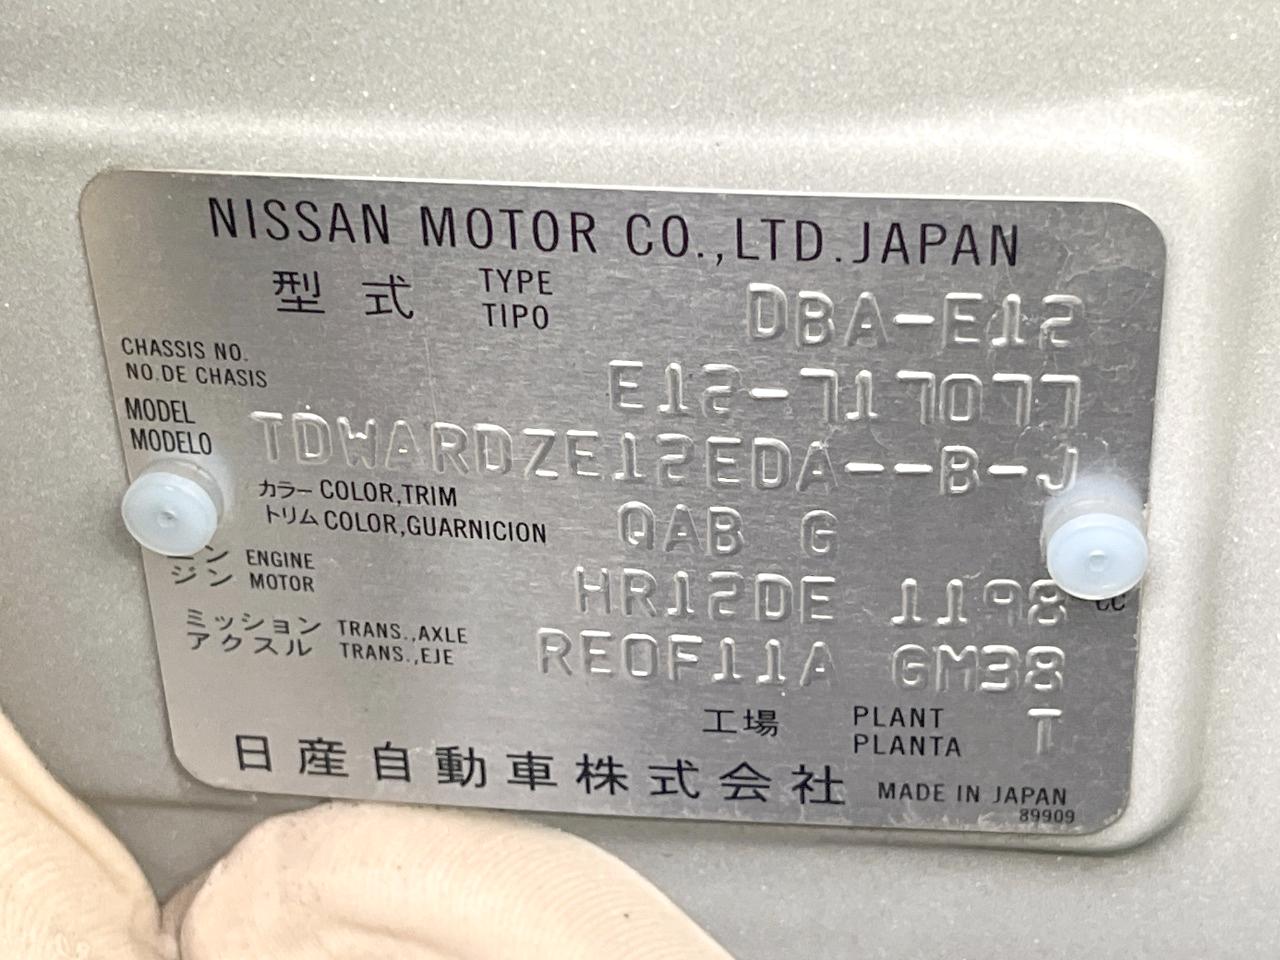 NISSAN MOTOR CO.,LTD.JAPAN
型式 TYPE DBA-E12
TIPO
CHASSIS NO. E12-717077
NO.DE CHASIS
MODEL TDWARDZE12EDA--B-J
MODELO
カラー COLOR,TRIM QAB G
トリム COLOR,GUARNICION
ン ENGINE HR12DE 1198 cc
ジン MOTOR
ミッション TRANS.,AXLE RE0F11A GM38
アクスル TRANS.,EJE
工場 PLANT T
PLANTA
日産自動車株式会社 MADE IN JAPAN
89909